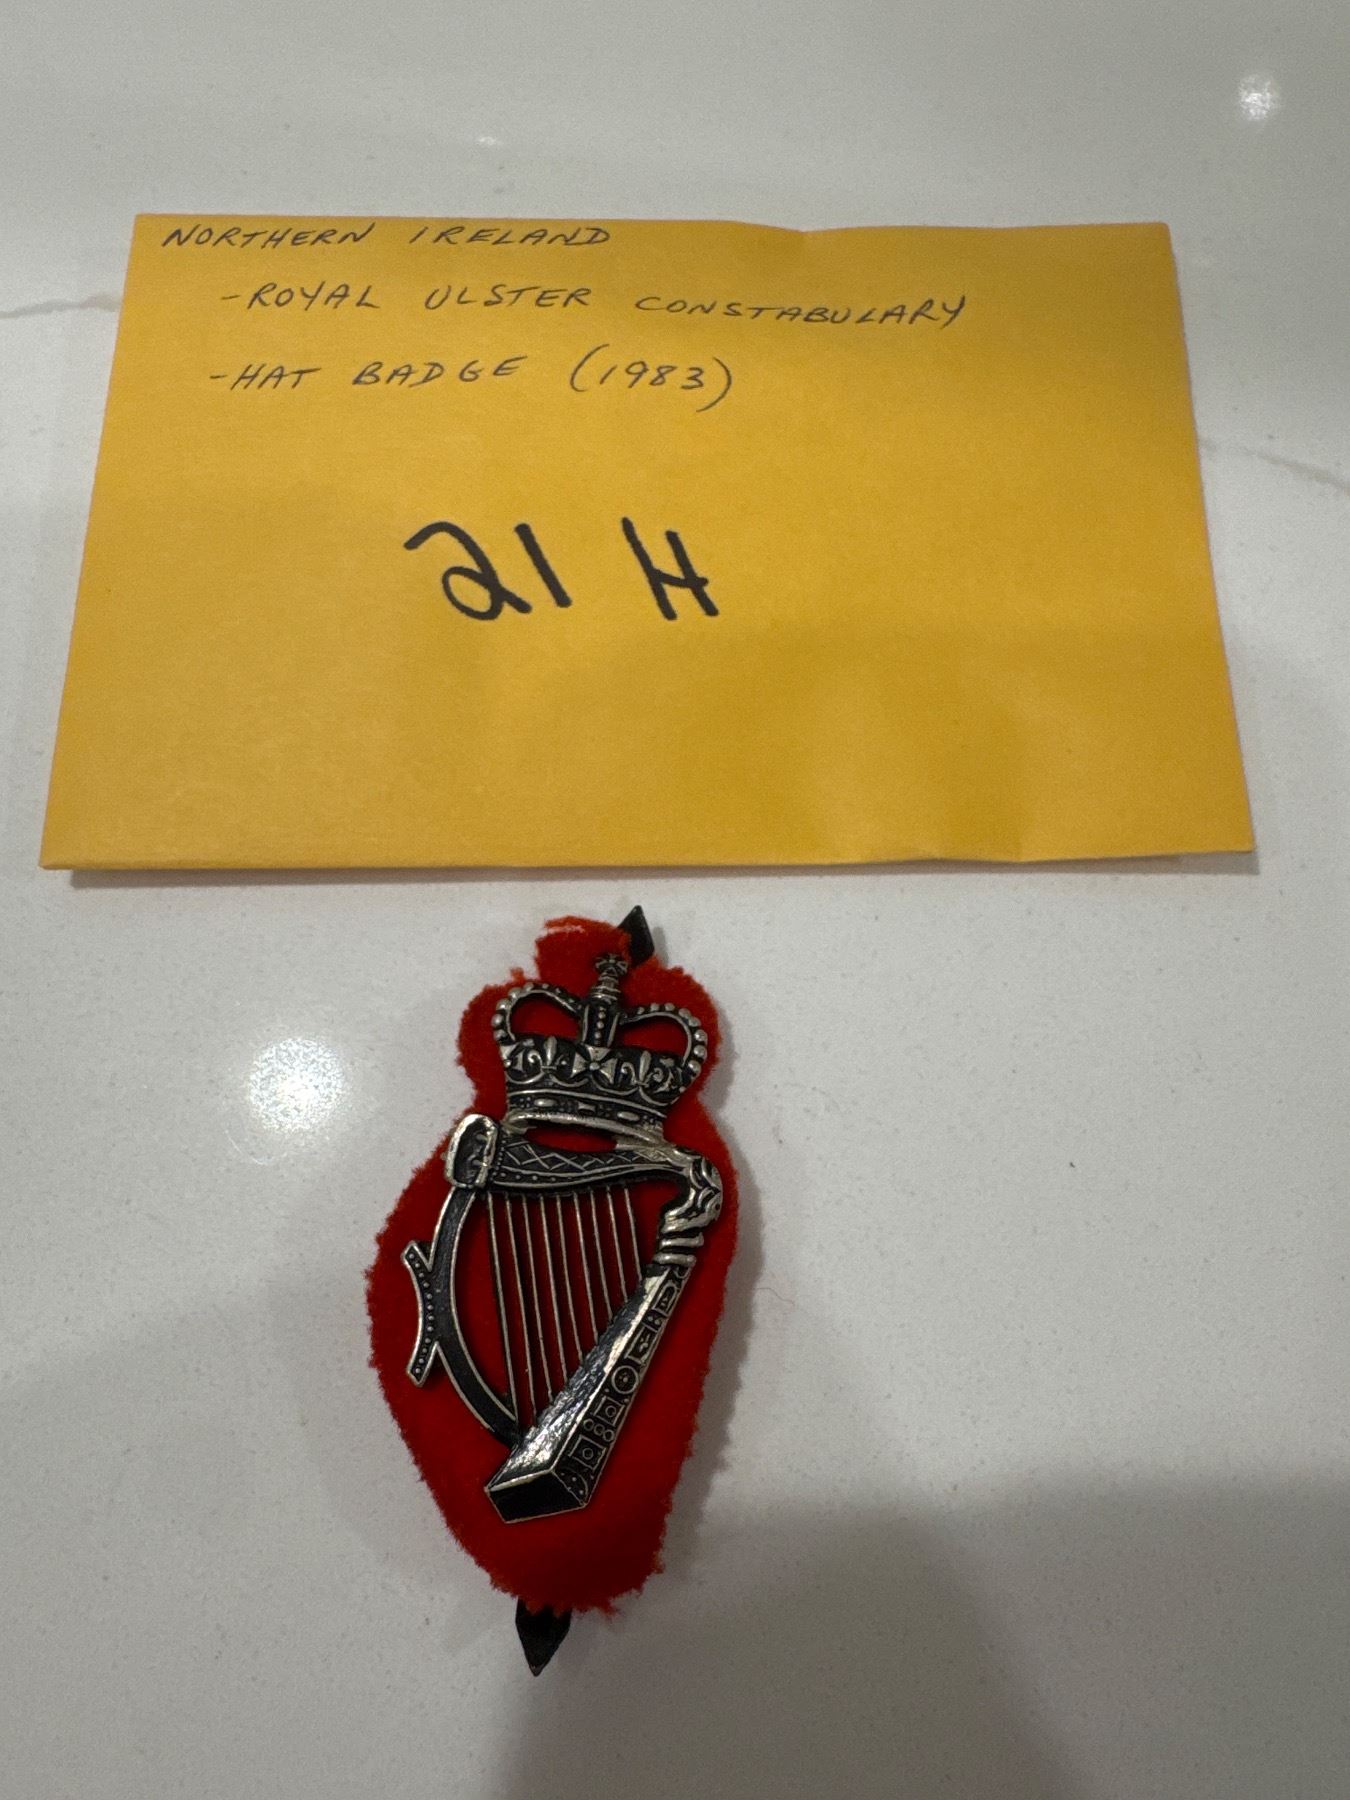 NORTHERN IRELAND
-ROYAL ULSTER CONSTABULARY
-HAT BADGE (1983)
21 H